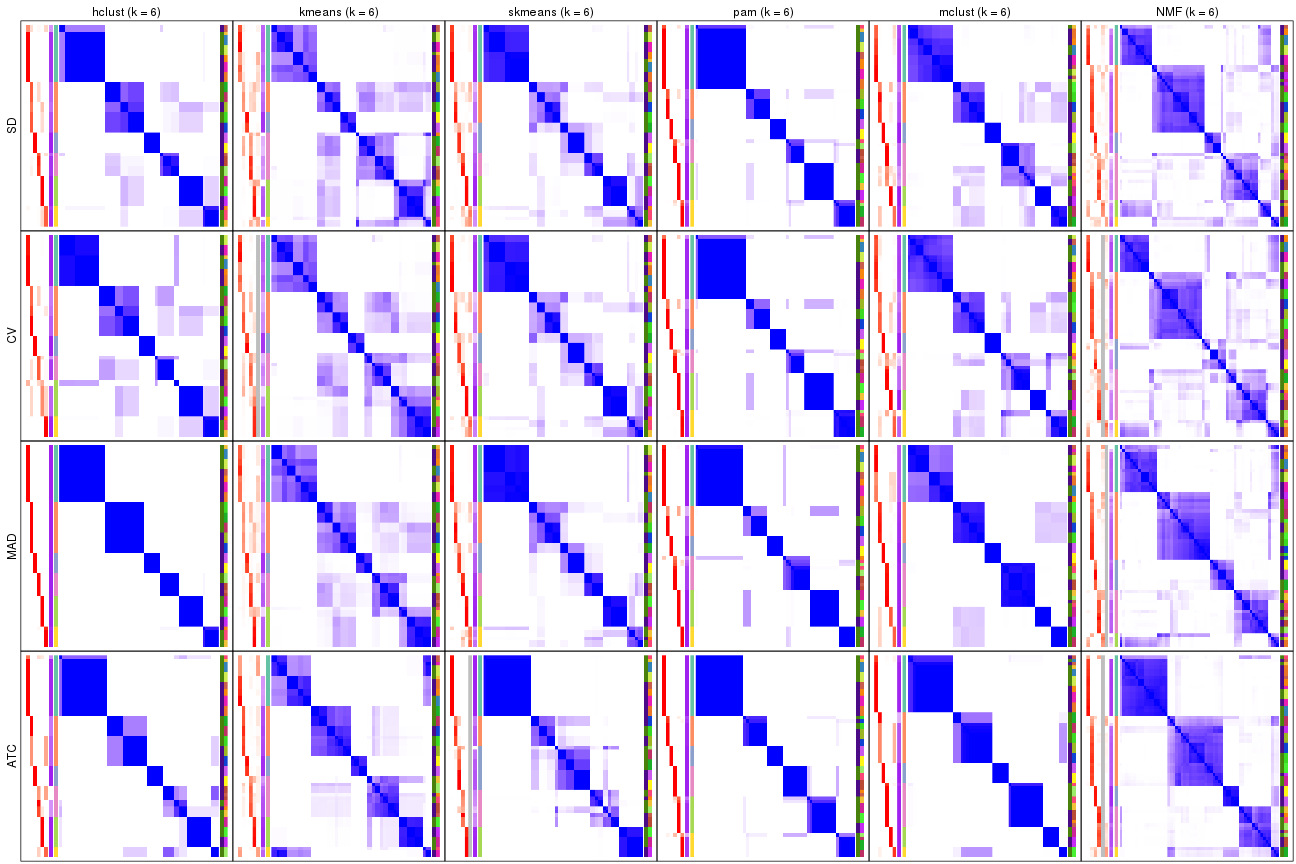 hclust (k = 6) kmeans (k = 6) skmeans (k = 6) pam (k = 6) mclust (k = 6) NMF (k = 6)
SD
CV
MAD
ATC